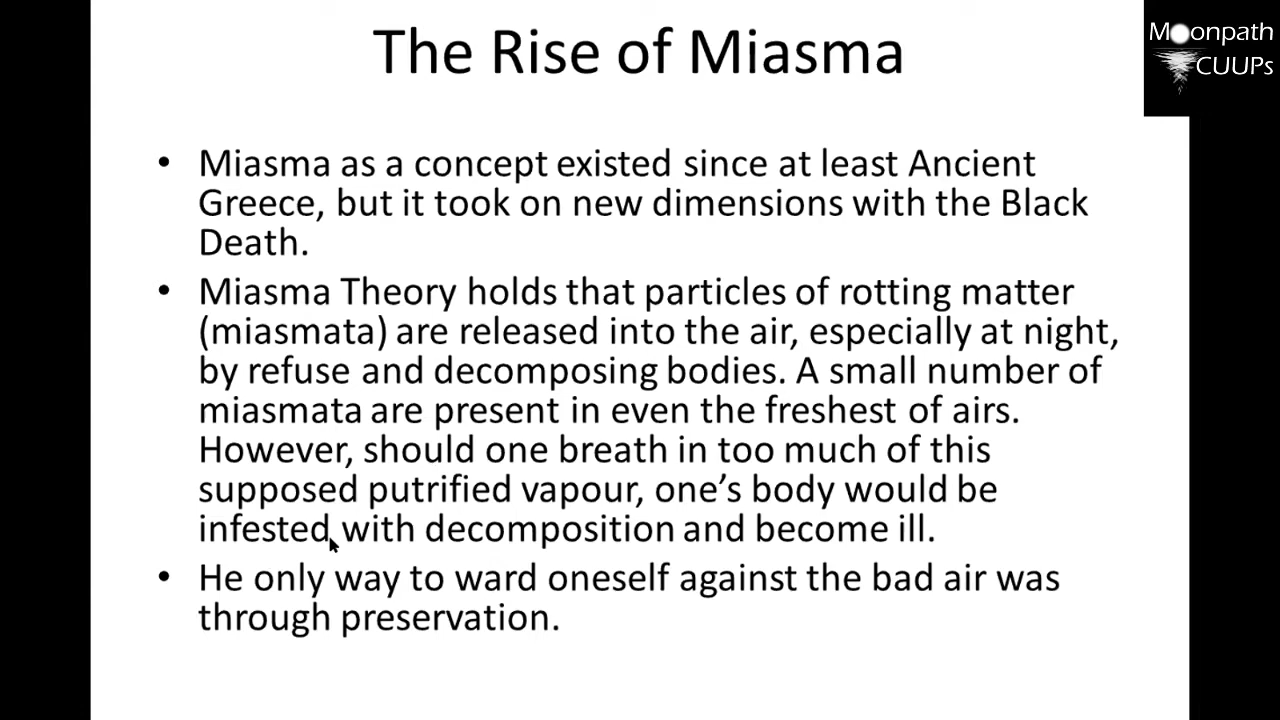 The Rise of Miasma
Moonpath
CUUPs
• Miasma as a concept existed since at least Ancient
Greece, but it took on new dimensions with the Black
Death.
• Miasma Theory holds that particles of rotting matter
(miasmata) are released into the air, especially at night,
by refuse and decomposing bodies. A small number of
miasmata are present in even the freshest of airs.
However, should one breath in too much of this
supposed putrified vapour, one’s body would be
infested with decomposition and become ill.
• He only way to ward oneself against the bad air was
through preservation.